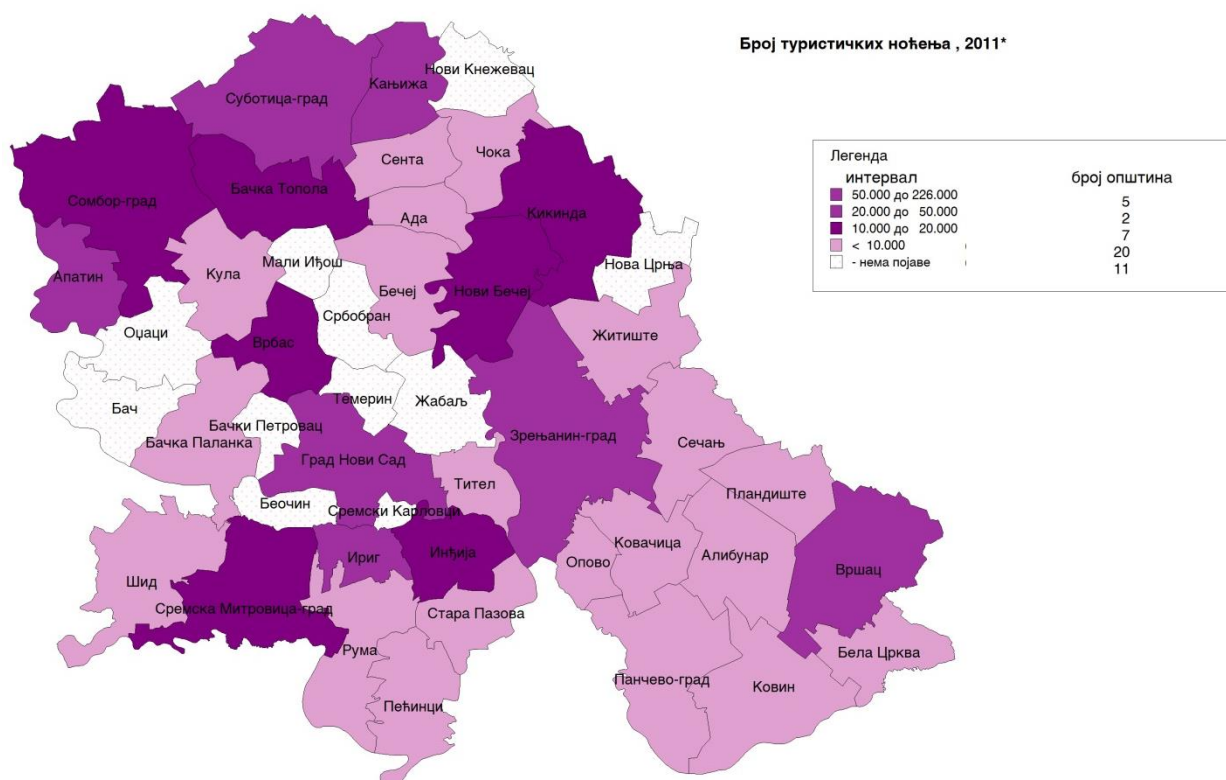 Број туристичких ноћења , 2011*
Легенда
интервал
број општина
50.000 до 226.000
5
20.000 до 50.000
2
10.000 до 20.000
7
< 10.000
20
- нема појаве
11
Нови Кнежевац
Кањижа
Суботица-град
Сента
Чока
Бачка Топола
Сомбор-град
Ада
Кикинда
Мали Иђош
Нова Црња
Апатин
Кула
Бечеј
Нови Бечеј
Србобран
Оџаци
Житиште
Врбас
Темерин
Жабаљ
Бач
Бачки Петровац
Бачка Паланка
Зрењанин-град
Сечањ
Град Нови Сад
Тител
Пландиште
Беочин
Сремски Карловци
Ковачица
Инђија
Алибунар
Ириг
Опово
Вршац
Шид
Сремска Митровица-град
Стара Пазова
Рума
Бела Црква
Панчево-град
Ковин
Пећинци